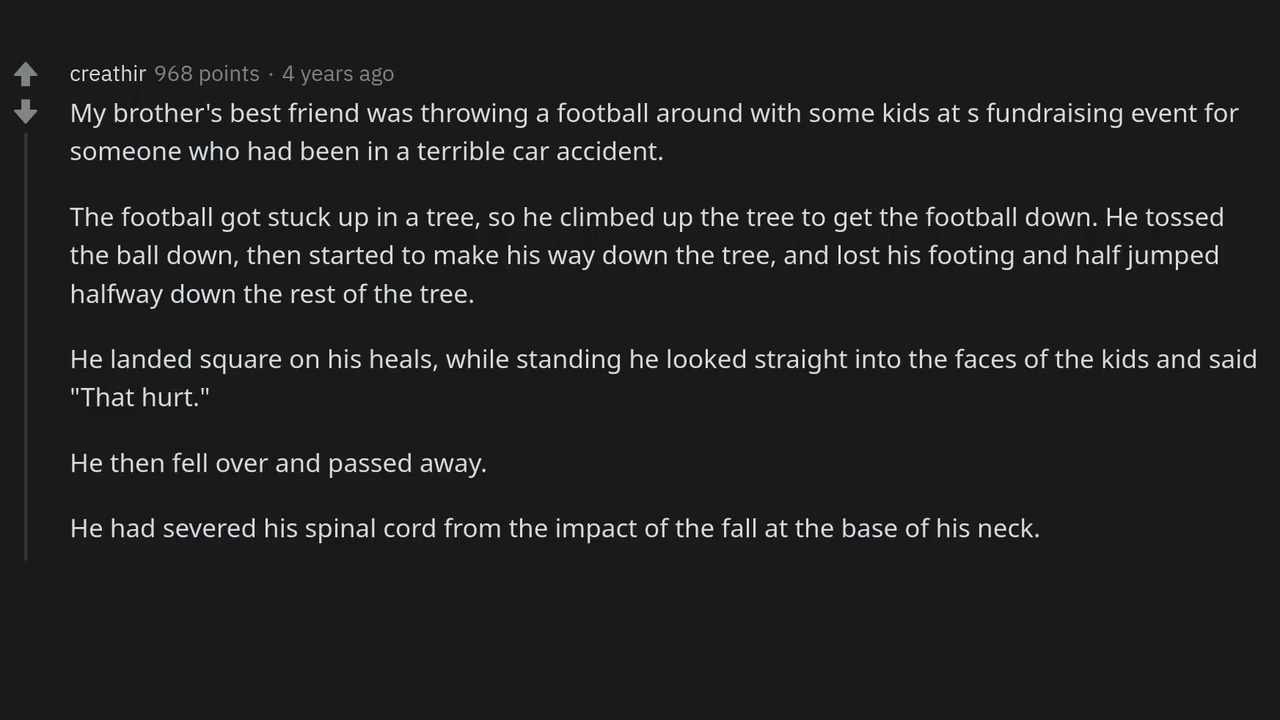 creathir 968 points · 4 years ago
My brother's best friend was throwing a football around with some kids at s fundraising event for
someone who had been in a terrible car accident.
The football got stuck up in a tree, so he climbed up the tree to get the football down. He tossed
the ball down, then started to make his way down the tree, and lost his footing and half jumped
halfway down the rest of the tree.
He landed square on his heals, while standing he looked straight into the faces of the kids and said
"That hurt."
He then fell over and passed away.
He had severed his spinal cord from the impact of the fall at the base of his neck.